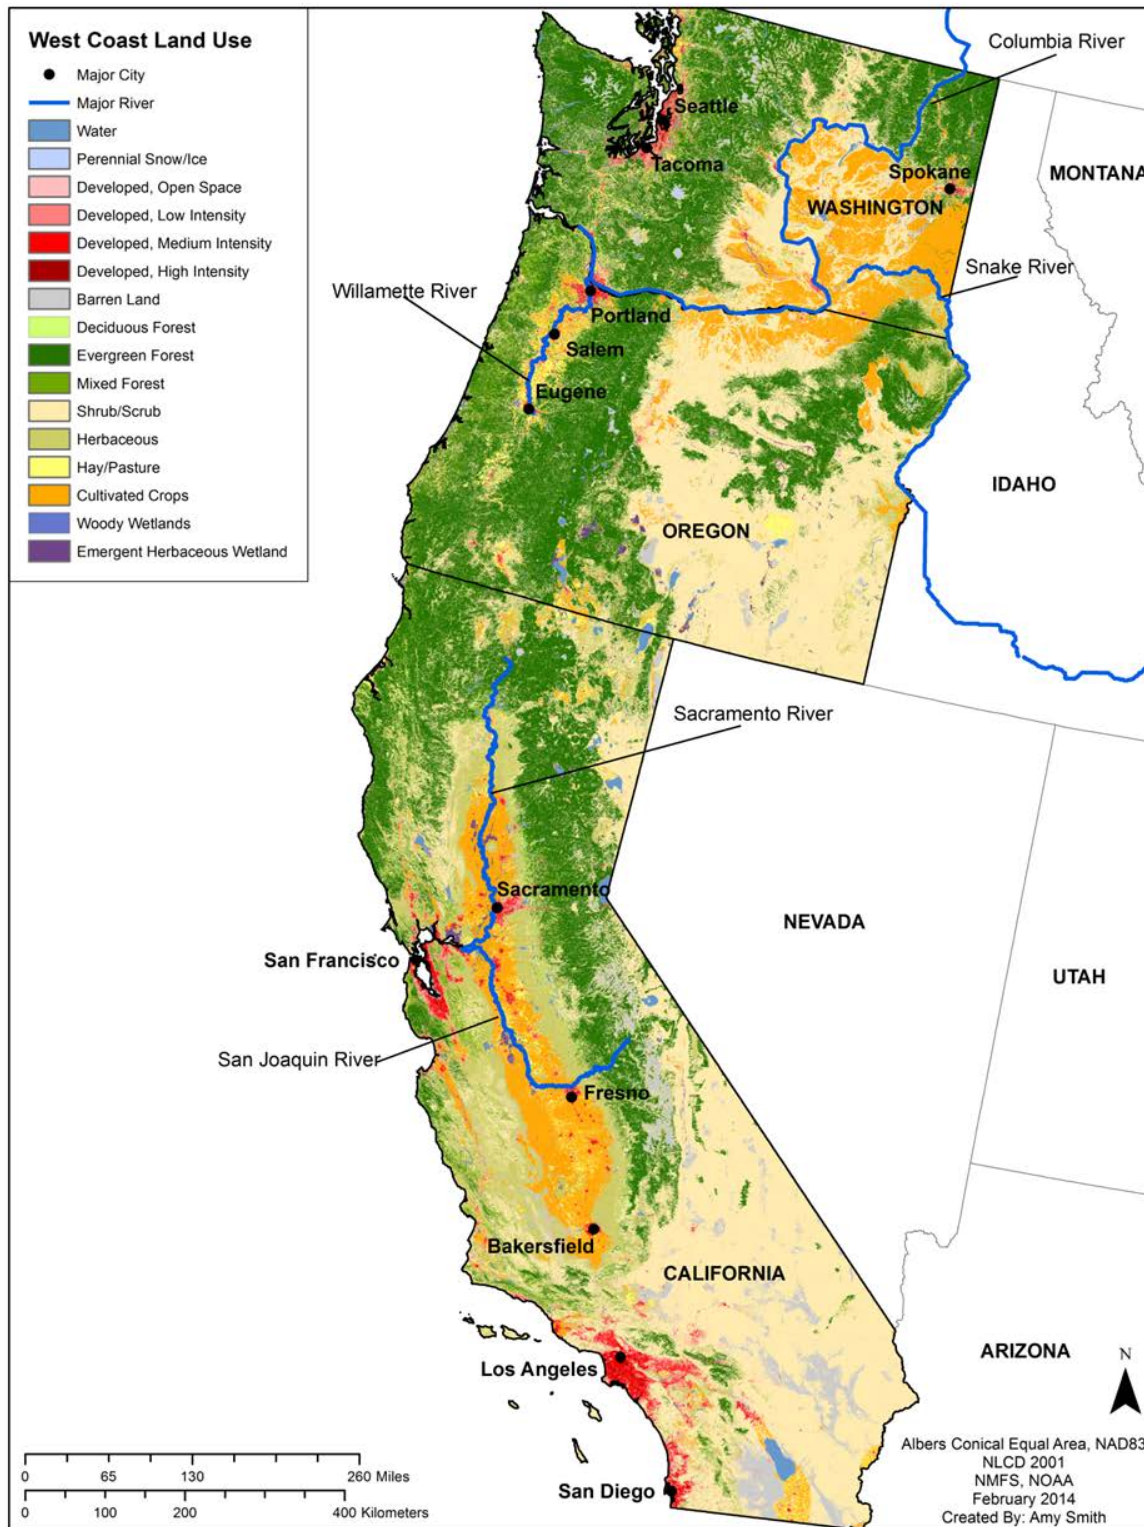 West Coast Land Use
Major City
Major River
Water
Perennial Snow/Ice
Developed, Open Space
Developed, Low Intensity
Developed, Medium Intensity
Developed, High Intensity
Barren Land
Deciduous Forest
Evergreen Forest
Mixed Forest
Shrub/Scrub
Herbaceous
Hay/Pasture
Cultivated Crops
Woody Wetlands
Emergent Herbaceous Wetland
Columbia River
Seattle
Tacoma
Spokane
MONTANA
WASHINGTON
Snake River
Willamette River
Portland
Salem
Eugene
IDAHO
OREGON
Sacramento River
Sacramento
NEVADA
San Francisco
UTAH
San Joaquin River
Fresno
Bakersfield
CALIFORNIA
ARIZONA
Los Angeles
San Diego
N
0 65 130 260 Miles
0 100 200 400 Kilometers
Albers Conical Equal Area, NAD83
NLCD 2001
NMFS, NOAA
February 2014
Created By: Amy Smith